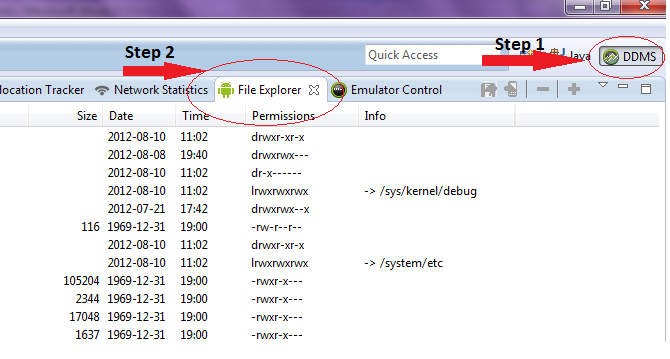 Step 2
Step 1
Quick Access
Java
DDMS
location Tracker
Network Statistics
File Explorer
Emulator Control
Size Date Time Permissions Info
2012-08-10 11:02 drwxr-xr-x
2012-08-08 19:40 drwxrwx---
2012-08-10 11:02 dr-x------
2012-08-10 11:02 lrwxrwxrwx -> /sys/kernel/debug
2012-07-21 17:42 drwxrwx--x
116 1969-12-31 19:00 -rw-r--r--
2012-08-10 11:02 drwxr-xr-x
2012-08-10 11:02 lrwxrwxrwx -> /system/etc
105204 1969-12-31 19:00 -rwxr-x---
2344 1969-12-31 19:00 -rwxr-x---
17048 1969-12-31 19:00 -rwxr-x---
1637 1969-12-31 19:00 -rwxr-x---